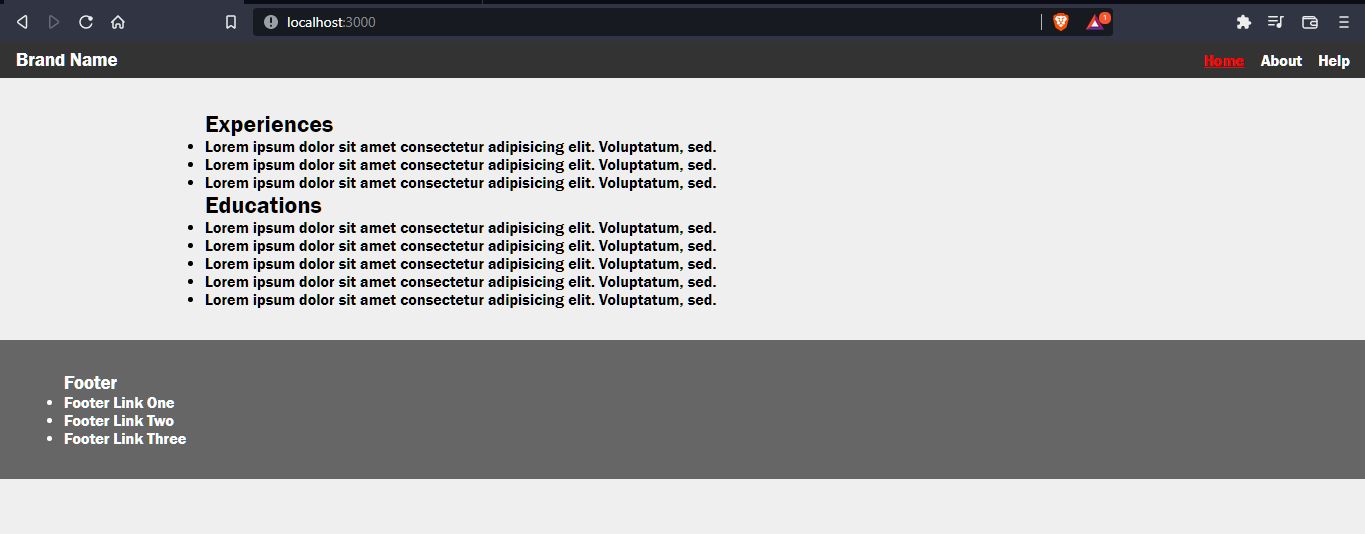 localhost:3000
1
Brand Name
Home About Help
Experiences
Lorem ipsum dolor sit amet consectetur adipisicing elit. Voluptatum, sed.
Lorem ipsum dolor sit amet consectetur adipisicing elit. Voluptatum, sed.
Lorem ipsum dolor sit amet consectetur adipisicing elit. Voluptatum, sed.
Educations
Lorem ipsum dolor sit amet consectetur adipisicing elit. Voluptatum, sed.
Lorem ipsum dolor sit amet consectetur adipisicing elit. Voluptatum, sed.
Lorem ipsum dolor sit amet consectetur adipisicing elit. Voluptatum, sed.
Lorem ipsum dolor sit amet consectetur adipisicing elit. Voluptatum, sed.
Lorem ipsum dolor sit amet consectetur adipisicing elit. Voluptatum, sed.
Footer
Footer Link One
Footer Link Two
Footer Link Three